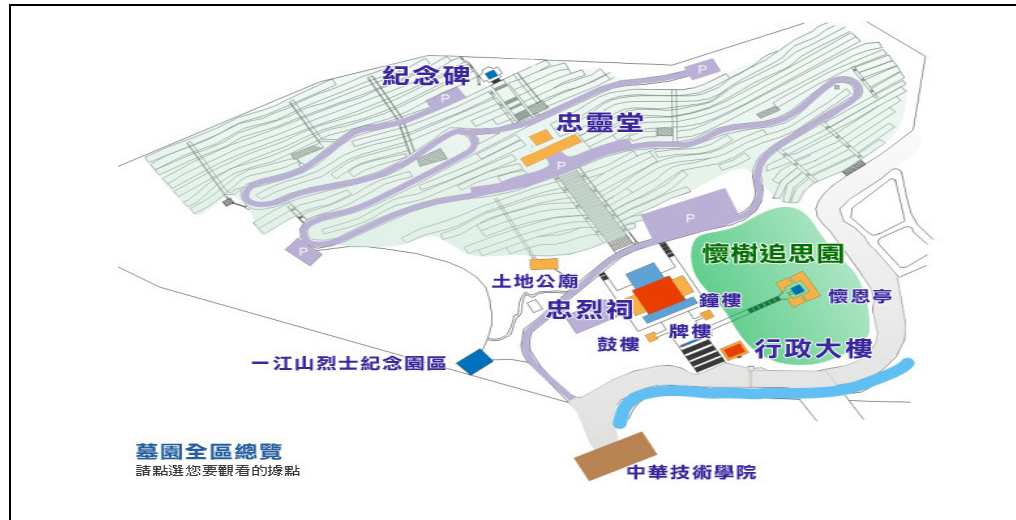 紀念碑
P
P
忠靈堂
P
P
P
懷樹追思園
土地公廟
忠烈祠
鐘樓
懷恩亭
牌樓
鼓樓
行政大樓
一江山烈士紀念園區
墓園全區總覽
請點選您要觀看的據點
中華技術學院